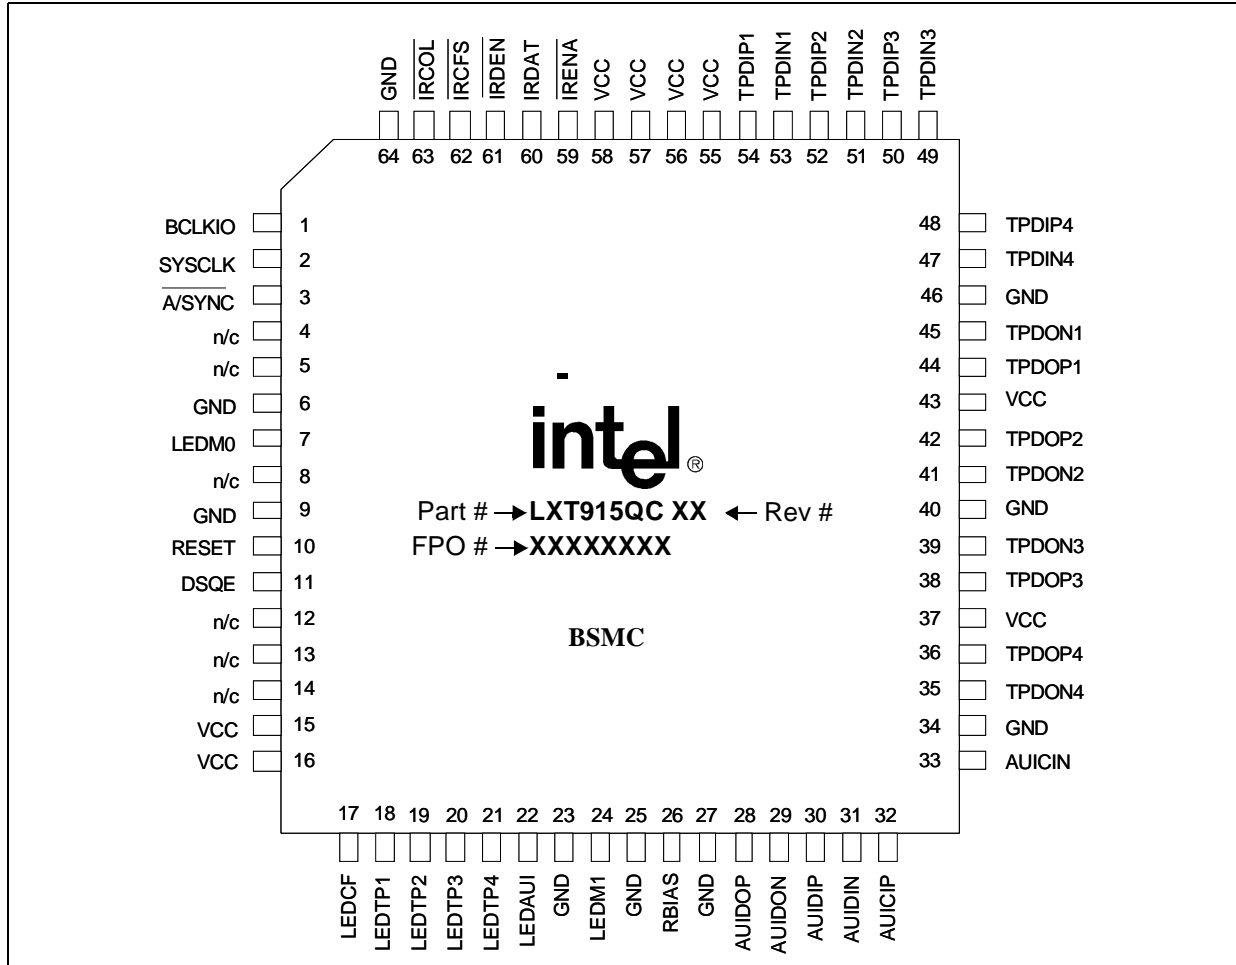 GND
IRCOL
IRCFS
IRDEN
IRDAT
IRENA
VCC
VCC
VCC
VCC
TPDIP1
TPDIN1
TPDIP2
TPDIN2
TPDIP3
TPDIN3
64 63 62 61 60 59 58 57 56 55 54 53 52 51 50 49
BCLKIO 1
SYSCLK 2
A/SYNC 3
n/c 4
n/c 5
GND 6
LEDM0 7
n/c 8
GND 9
RESET 10
DSQE 11
n/c 12
n/c 13
n/c 14
VCC 15
VCC 16
intel®
Part # LXT915QC XX Rev #
FPO # XXXXXXXX
BSMC
48 TPDIP4
47 TPDIN4
46 GND
45 TPDON1
44 TPDOP1
43 VCC
42 TPDOP2
41 TPDON2
40 GND
39 TPDON3
38 TPDOP3
37 VCC
36 TPDOP4
35 TPDON4
34 GND
33 AUICIN
17 18 19 20 21 22 23 24 25 26 27 28 29 30 31 32
LEDCF
LEDTP1
LEDTP2
LEDTP3
LEDTP4
LEDAUI
GND
LEDM1
GND
RBIAS
GND
AUIDOP
AUIDON
AUIDIP
AUIDIN
AUICIP